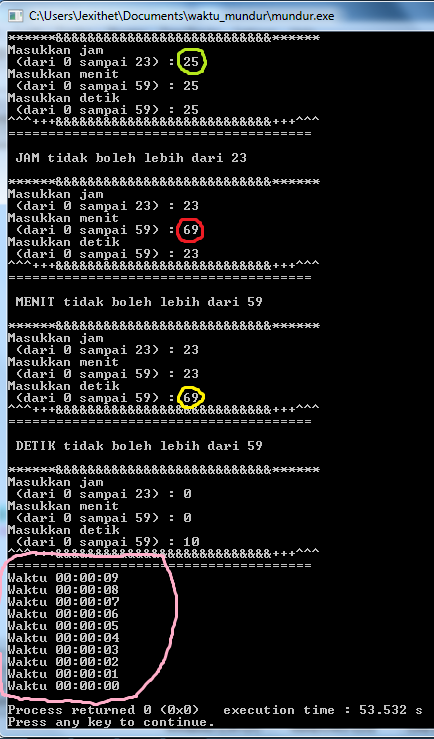 C:\Users\Jexithet\Documents\waktu_mundur\mundur.exe
******&&&&&&&&&&&&&&&&&&&&&&&&&&&******
Masukkan jam
(dari 0 sampai 23) : 25
Masukkan menit
(dari 0 sampai 59) : 25
Masukkan detik
(dari 0 sampai 59) : 25
^^^+++&&&&&&&&&&&&&&&&&&&&&&&&&&&+++^^^
======================================
JAM tidak boleh lebih dari 23
******&&&&&&&&&&&&&&&&&&&&&&&&&&&******
Masukkan jam
(dari 0 sampai 23) : 23
Masukkan menit
(dari 0 sampai 59) : 69
Masukkan detik
(dari 0 sampai 59) : 23
^^^+++&&&&&&&&&&&&&&&&&&&&&&&&&&&+++^^^
======================================
MENIT tidak boleh lebih dari 59
******&&&&&&&&&&&&&&&&&&&&&&&&&&&******
Masukkan jam
(dari 0 sampai 23) : 23
Masukkan menit
(dari 0 sampai 59) : 23
Masukkan detik
(dari 0 sampai 59) : 69
^^^+++&&&&&&&&&&&&&&&&&&&&&&&&&&&+++^^^
======================================
DETIK tidak boleh lebih dari 59
******&&&&&&&&&&&&&&&&&&&&&&&&&&&******
Masukkan jam
(dari 0 sampai 23) : 0
Masukkan menit
(dari 0 sampai 59) : 0
Masukkan detik
(dari 0 sampai 59) : 10
^^^+++&&&&&&&&&&&&&&&&&&&&&&&&&&&+++^^^
======================================
Waktu 00:00:09
Waktu 00:00:08
Waktu 00:00:07
Waktu 00:00:06
Waktu 00:00:05
Waktu 00:00:04
Waktu 00:00:03
Waktu 00:00:02
Waktu 00:00:01
Waktu 00:00:00
Process returned 0 (0x0)   execution time : 53.532 s
Press any key to continue.